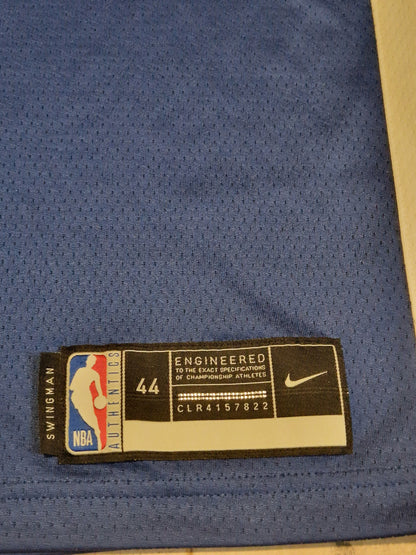 SWINGMAN
NBA
AUTHENTICS
44
ENGINEERED
TO THE EXACT SPECIFICATIONS
OF CHAMPIONSHIP ATHLETES
CLR4157822